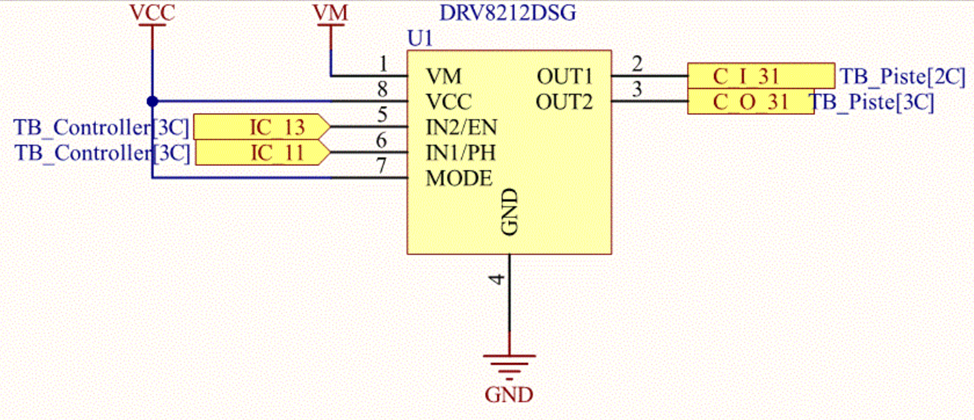 VCC
VM
DRV8212DSG
U1
1
VM
OUT1
2
C_I_31
TB_Piste[2C]
8
VCC
OUT2
3
C_O_31
TB_Piste[3C]
TB_Controller[3C]
IC_13
5
IN2/EN
TB_Controller[3C]
IC_11
6
IN1/PH
7
MODE
GND
4
GND